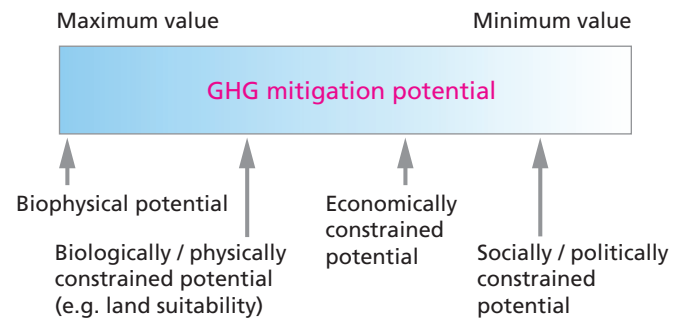 Maximum value
Minimum value
GHG mitigation potential
Biophysical potential
Biologically / physically
constrained potential
(e.g. land suitability)
Economically
constrained
potential
Socially / politically
constrained
potential